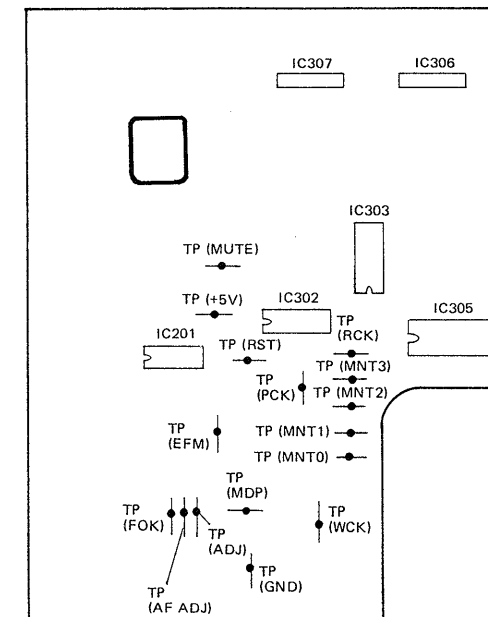 IC307
IC306
IC303
TP (MUTE)
TP (+5V)
IC302
IC305
IC201
TP
(RCK)
TP (RST)
TP (MNT3)
TP
(PCK)
TP (MNT2)
TP
(EFM)
TP (MNT1)
TP (MNT0)
TP
(MDP)
TP
(FOK)
TP
(ADJ)
TP
(WCK)
TP
(GND)
TP
(AF ADJ)